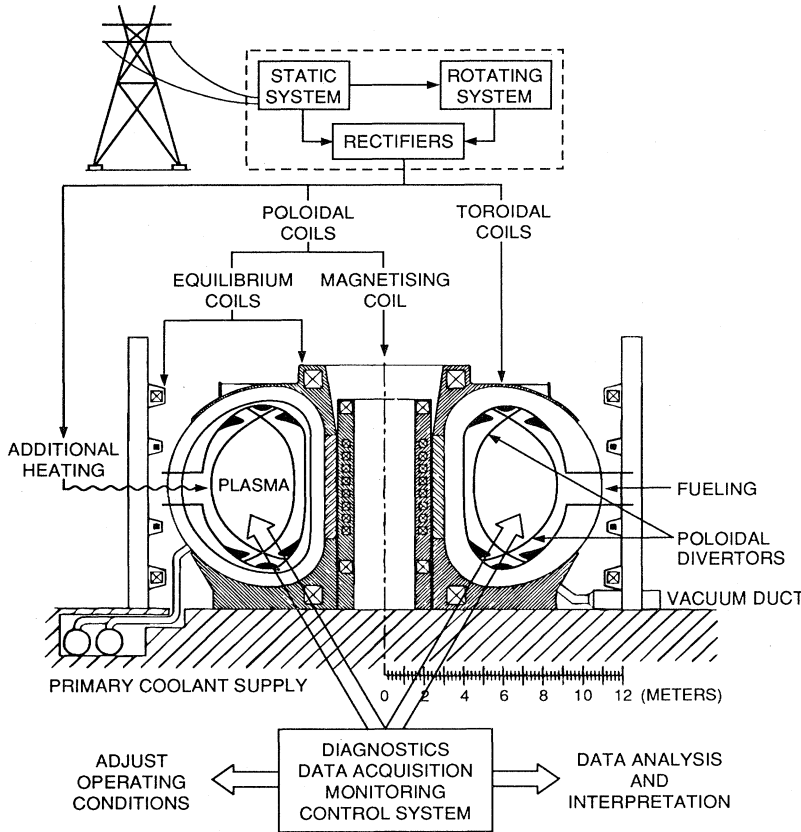 STATIC
SYSTEM
ROTATING
SYSTEM
RECTIFIERS
POLOIDAL
COILS
TOROIDAL
COILS
EQUILIBRIUM
COILS
MAGNETISING
COIL
ADDITIONAL
HEATING
PLASMA
FUELING
POLOIDAL
DIVERTORS
VACUUM DUCT
PRIMARY COOLANT SUPPLY
0 2 4 6 8 10 12 (METERS)
DIAGNOSTICS
DATA ACQUISITION
MONITORING
CONTROL SYSTEM
ADJUST
OPERATING
CONDITIONS
DATA ANALYSIS
AND
INTERPRETATION